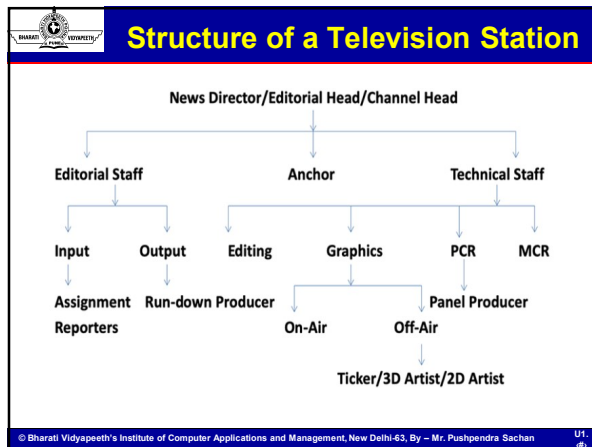 BHARATI VIDYAPEETH
PUNE
Structure of a Television Station
News Director/Editorial Head/Channel Head
Editorial Staff Anchor Technical Staff
Input Output Editing Graphics PCR MCR
Assignment Run-down Producer Panel Producer
Reporters On-Air Off-Air
Ticker/3D Artist/2D Artist
© Bharati Vidyapeeth's Institute of Computer Applications and Management, New Delhi-63, By – Mr. Pushpendra Sachan U1.
‹#›